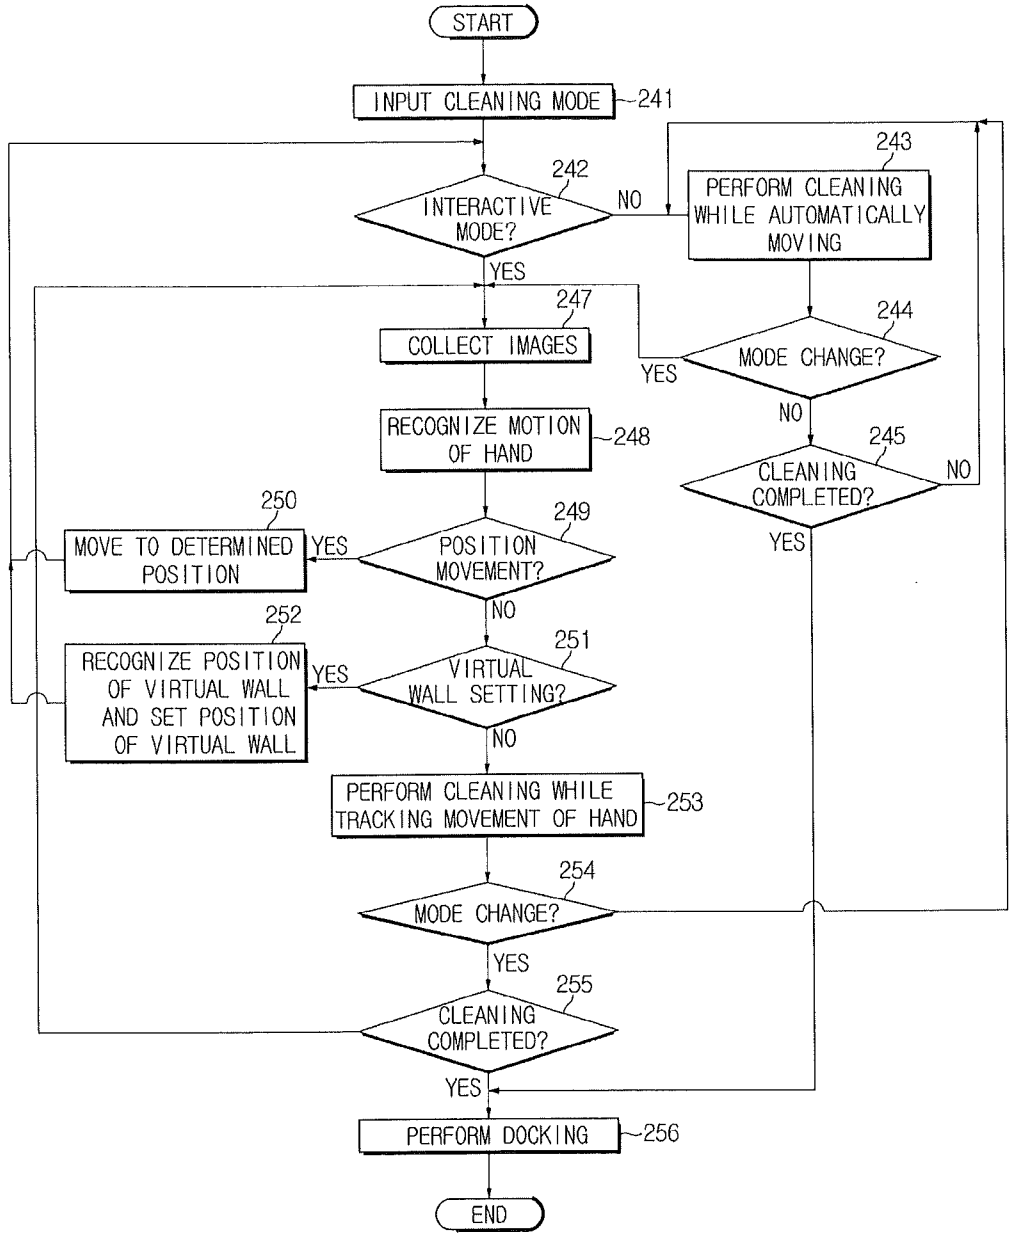 START
INPUT CLEANING MODE
241
242
INTERACTIVE
MODE?
NO
YES
243
PERFORM CLEANING
WHILE AUTOMATICALLY
MOVING
244
MODE CHANGE?
YES
NO
245
CLEANING
COMPLETED?
NO
YES
247
COLLECT IMAGES
RECOGNIZE MOTION
OF HAND
248
249
POSITION
MOVEMENT?
YES
NO
250
MOVE TO DETERMINED
POSITION
251
VIRTUAL
WALL SETTING?
YES
NO
252
RECOGNIZE POSITION
OF VIRTUAL WALL
AND SET POSITION
OF VIRTUAL WALL
PERFORM CLEANING WHILE
TRACKING MOVEMENT OF HAND
253
254
MODE CHANGE?
YES
255
CLEANING
COMPLETED?
YES
PERFORM DOCKING
256
END